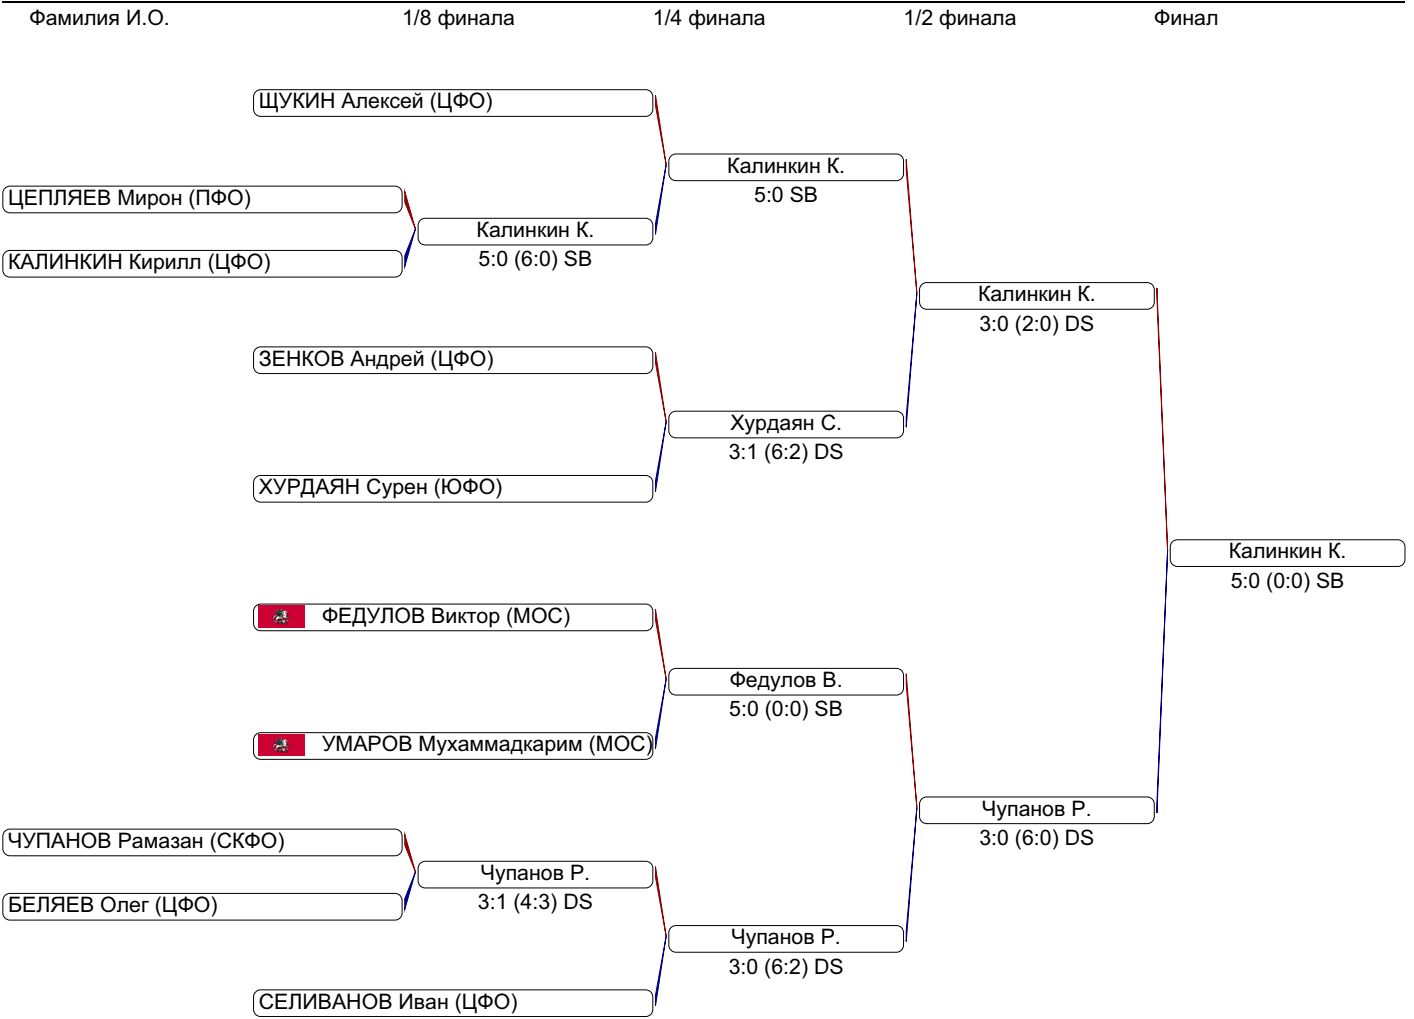 Фамилия И.О. 1/8 финала 1/4 финала 1/2 финала Финал
ЩУКИН Алексей (ЦФО)
Калинкин К.
5:0 SB
ЦЕПЛЯЕВ Мирон (ПФО)
Калинкин К.
5:0 (6:0) SB
КАЛИНКИН Кирилл (ЦФО)
Калинкин К.
3:0 (2:0) DS
ЗЕНКОВ Андрей (ЦФО)
Хурдаян С.
3:1 (6:2) DS
ХУРДАЯН Сурен (ЮФО)
Калинкин К.
5:0 (0:0) SB
ФЕДУЛОВ Виктор (МОС)
Федулов В.
5:0 (0:0) SB
УМАРОВ Мухаммадкарим (МОС)
Чупанов Р.
3:0 (6:0) DS
ЧУПАНОВ Рамазан (СКФО)
Чупанов Р.
3:1 (4:3) DS
БЕЛЯЕВ Олег (ЦФО)
Чупанов Р.
3:0 (6:2) DS
СЕЛИВАНОВ Иван (ЦФО)